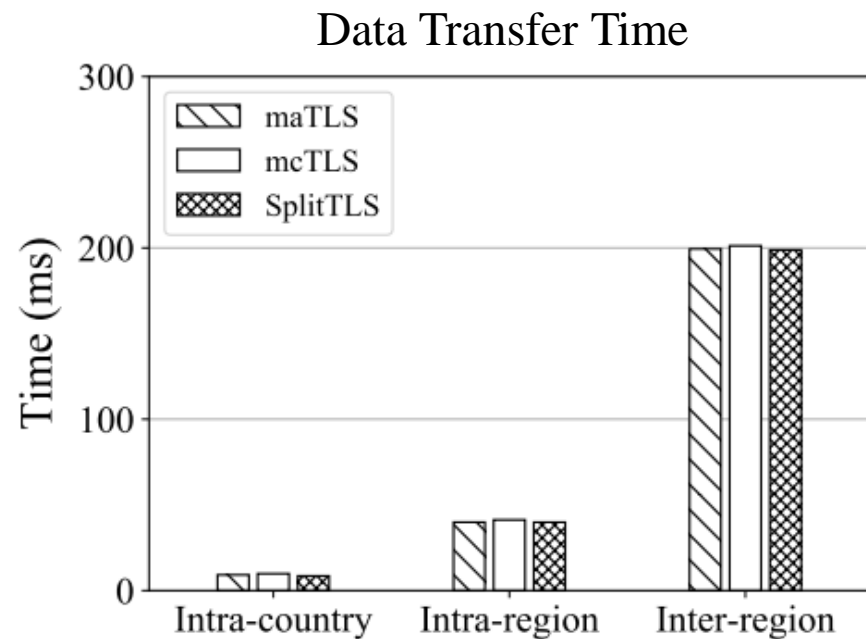 Data Transfer Time
300
maTLS
mcTLS
SplitTLS
200
Time (ms)
100
0
Intra-country Intra-region Inter-region